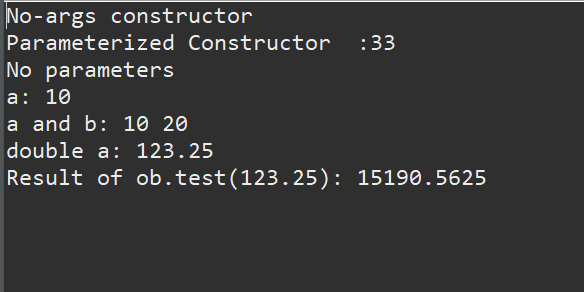 No-args constructor
Parameterized Constructor  :33
No parameters
a: 10
a and b: 10 20
double a: 123.25
Result of ob.test(123.25): 15190.5625